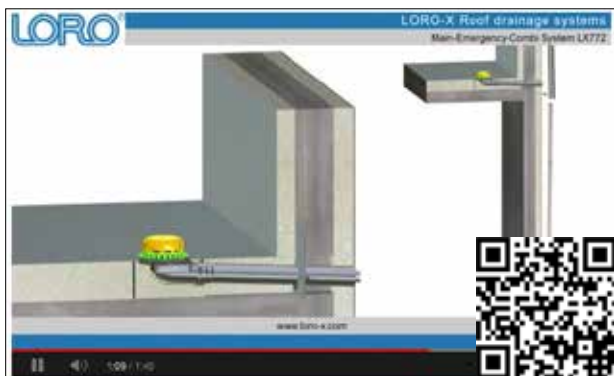 LORO®
LORO-X Roof drainage systems
Main-Emergency-Combi System LX772
www.loro-x.com
1:09 / 1:40